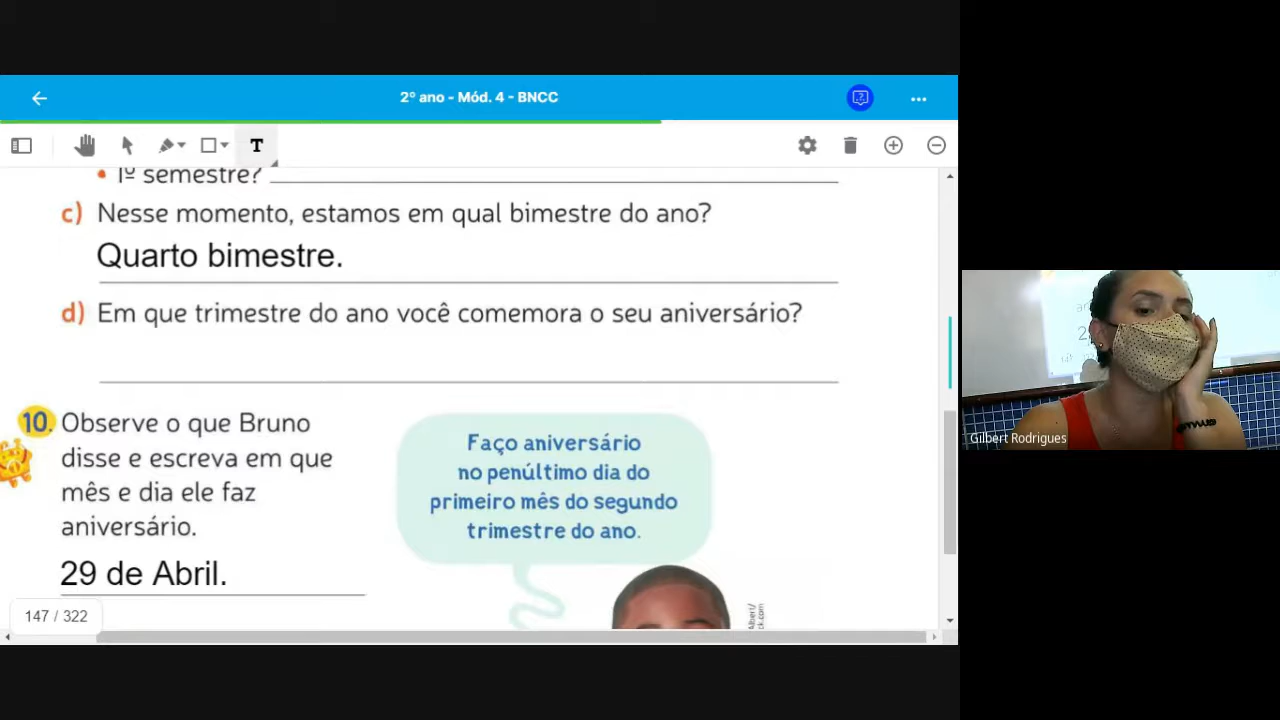 2º ano - Mód. 4 - BNCC
T
• 1º semestre?
c) Nesse momento, estamos em qual bimestre do ano?
Quarto bimestre.
d) Em que trimestre do ano você comemora o seu aniversário?
10. Observe o que Bruno
disse e escreva em que
mês e dia ele faz
aniversário.
29 de Abril.
Faço aniversário
no penúltimo dia do
primeiro mês do segundo
trimestre do ano.
147 / 322
Gilbert Rodrigues